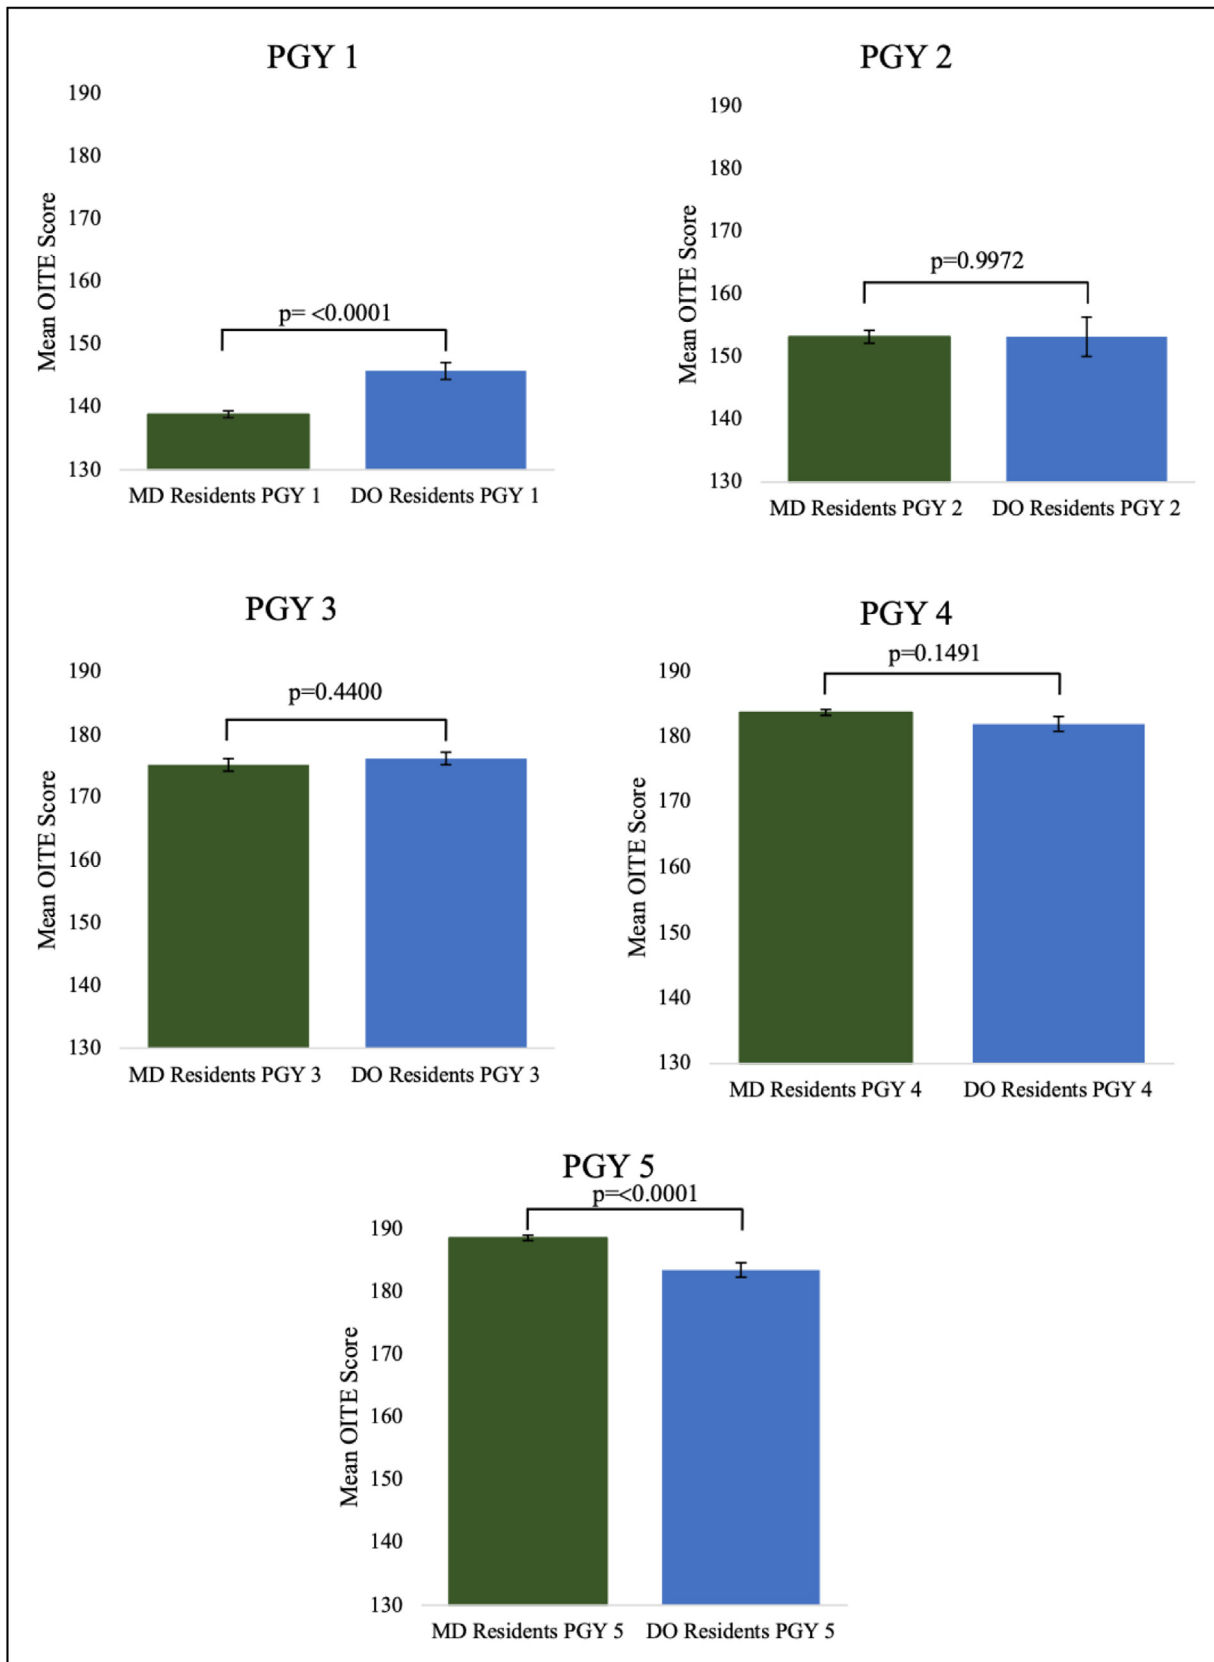 PGY 1
190
180
170
160
150
140
130
Mean OITE Score
p= <0.0001
MD Residents PGY 1
DO Residents PGY 1
PGY 2
190
180
170
160
150
140
130
Mean OITE Score
p=0.9972
MD Residents PGY 2
DO Residents PGY 2
PGY 3
190
180
170
160
150
140
130
Mean OITE Score
p=0.4400
MD Residents PGY 3
DO Residents PGY 3
PGY 4
p=0.1491
190
180
170
160
150
140
130
Mean OITE Score
MD Residents PGY 4
DO Residents PGY 4
PGY 5
p=<0.0001
190
180
170
160
150
140
130
Mean OITE Score
MD Residents PGY 5
DO Residents PGY 5